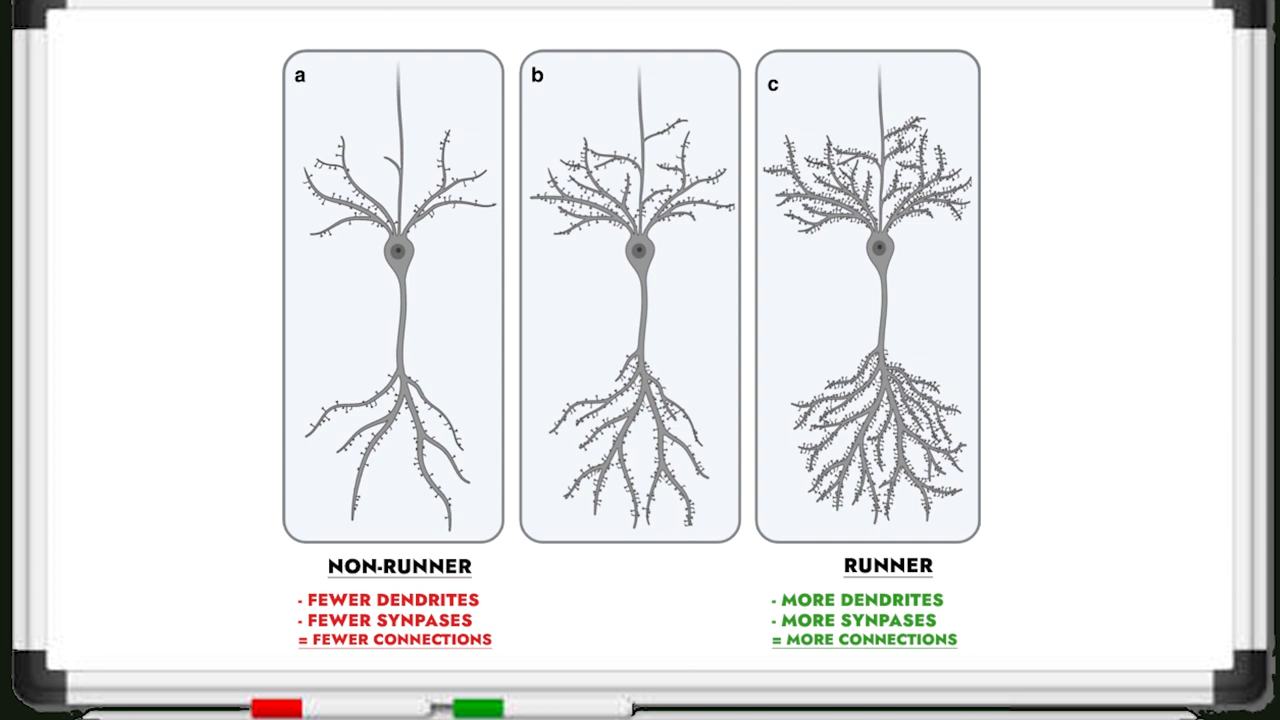 a
b
c
NON-RUNNER
- FEWER DENDRITES
- FEWER SYNPASES
= FEWER CONNECTIONS
RUNNER
- MORE DENDRITES
- MORE SYNPASES
= MORE CONNECTIONS